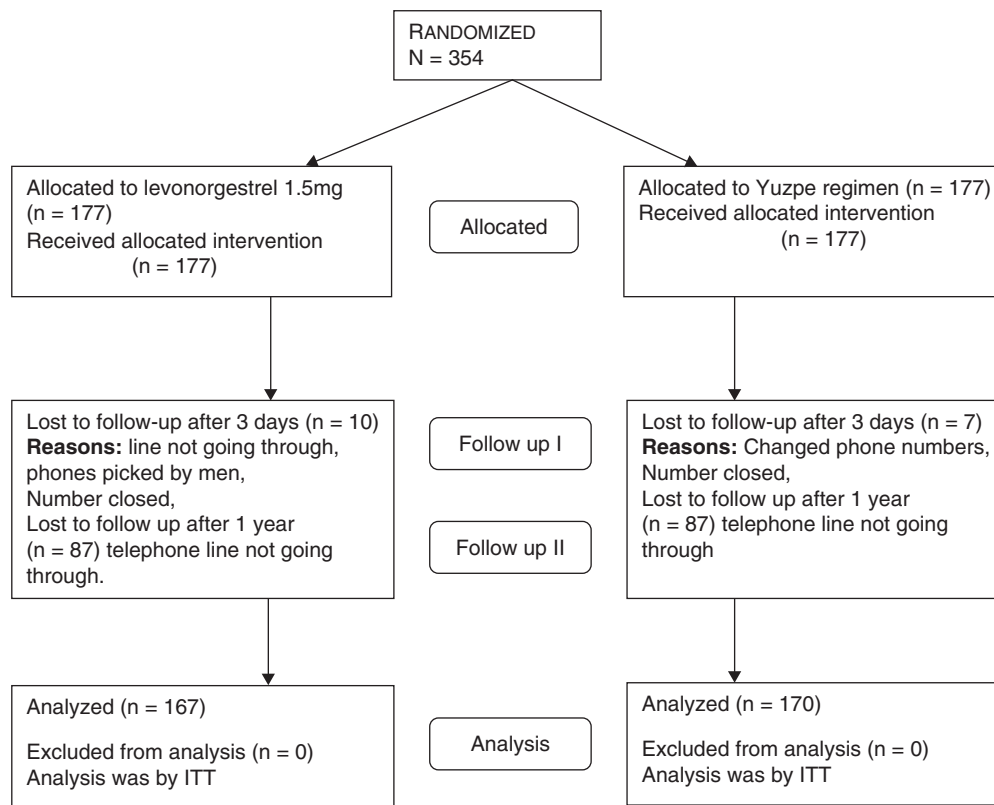 RANDOMIZED
N = 354
Allocated to levonorgestrel 1.5mg
(n = 177)
Received allocated intervention
(n = 177)
Allocated
Allocated to Yuzpe regimen (n = 177)
Received allocated intervention
(n = 177)
Lost to follow-up after 3 days (n = 10)
Reasons: line not going through,
phones picked by men,
Number closed,
Lost to follow up after 1 year
(n = 87) telephone line not going
through.
Follow up I
Follow up II
Lost to follow-up after 3 days (n = 7)
Reasons: Changed phone numbers,
Number closed,
Lost to follow up after 1 year
(n = 87) telephone line not going
through
Analyzed (n = 167)
Excluded from analysis (n = 0)
Analysis was by ITT
Analysis
Analyzed (n = 170)
Excluded from analysis (n = 0)
Analysis was by ITT